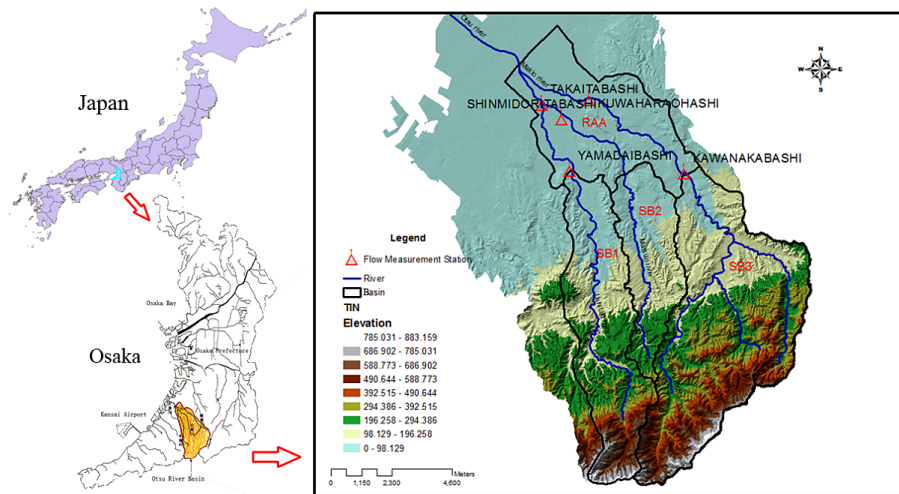 Japan
Osaka
Osaka Bay
Osaka Prefecture
Kansai Airport
Otsu River Basin
Otsu river
N
W
E
S
TAKAITABASHI
SHINMIDORITABASHIKUWAHARAOHASHI
RAA
YAMADAIBASHI
KAWANAKABASHI
SB2
SB1
SB3
Legend
Flow Measurement Station
River
Basin
TIN
Elevation
785.031 - 883.159
686.902 - 785.031
588.773 - 686.902
490.644 - 588.773
392.515 - 490.644
294.386 - 392.515
196.258 - 294.386
98.129 - 196.258
0 - 98.129
Meters
0 1,150 2,300 4,600